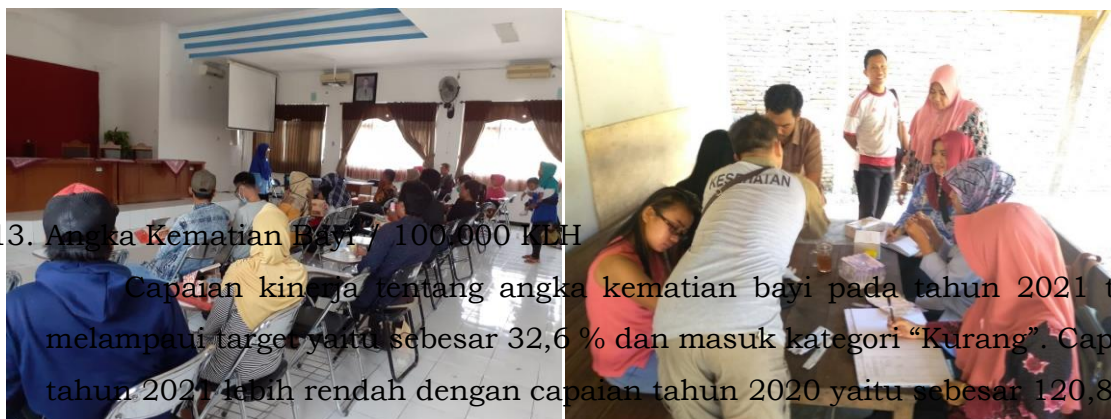 KESEHATAN
13. Angka Kematian Bayi / 100.000 KLH
Capaian kinerja tentang angka kematian bayi pada tahun 2021 t
melampaui target yaitu sebesar 32,6 % dan masuk kategori “Kurang”. Cap
tahun 2021 lebih rendah dengan capaian tahun 2020 yaitu sebesar 120,8